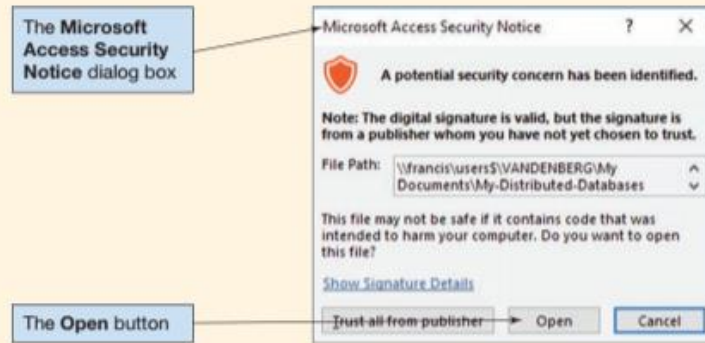 The Microsoft
Access Security
Notice dialog box
Microsoft Access Security Notice ? ×
A potential security concern has been identified.
Note: The digital signature is valid, but the signature is
from a publisher whom you have not yet chosen to trust.
File Path: \\francis\users$\VANDENBERG\My
Documents\My-Distributed-Databases
This file may not be safe if it contains code that was
intended to harm your computer. Do you want to open
this file?
Show Signature Details
The Open button
Trust all from publisher Open Cancel